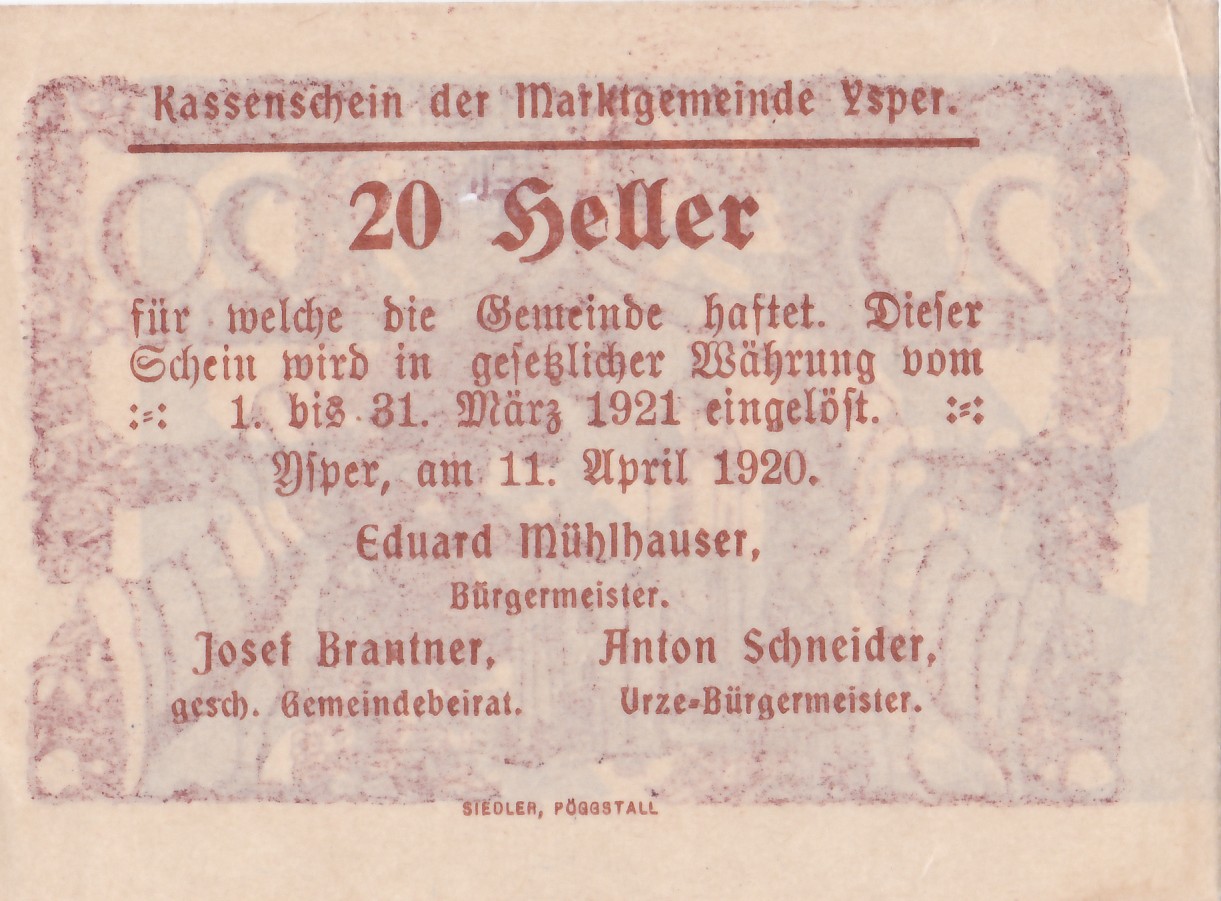 Kassenschein der Marktgemeinde Ysper.
20 Heller
für welche die Gemeinde haftet. Dieser
Schein wird in gesetzlicher Währung vom
:-: 1. bis 31. März 1921 eingelöst. :-:
Ysper, am 11. April 1920.
Eduard Mühlhauser,
Bürgermeister.
Josef Brautner, Anton Schneider,
gesch. Gemeindebeirat. Urze-Bürgermeister.
SIEDLER, PÖGGSTALL